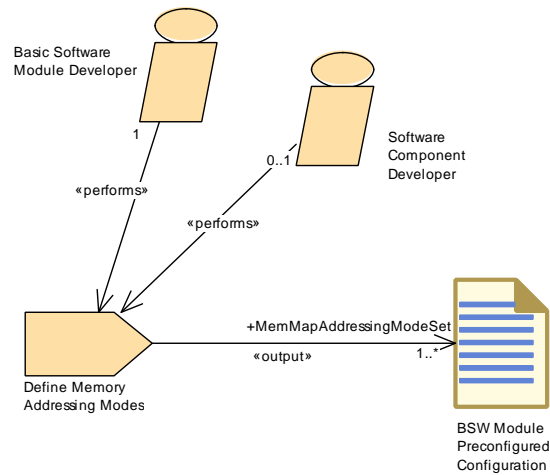 Basic Software
Module Developer
1
Software
Component
Developer
0..1
«performs»
«performs»
+MemMapAddressingModeSet
«output»
1..*
Define Memory
Addressing Modes
BSW Module
Preconfigured
Configuration